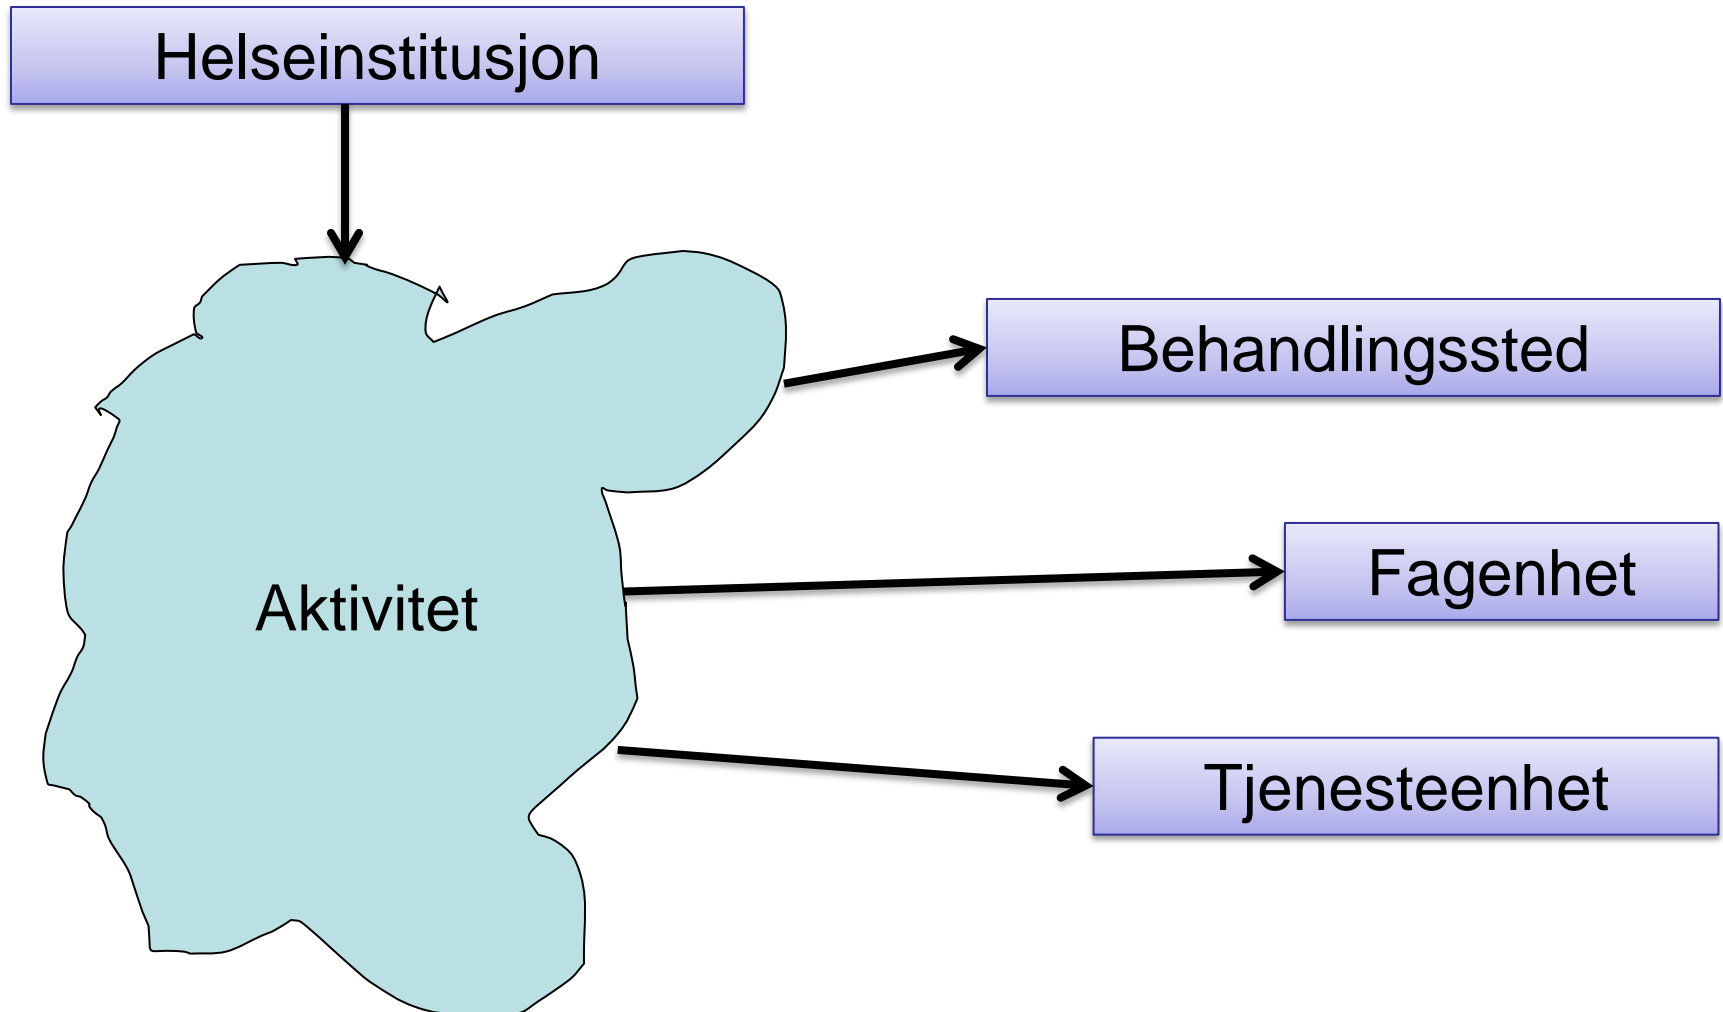 Helseinstitusjon
Behandlingssted
Fagenhet
Aktivitet
Tjenesteenhet